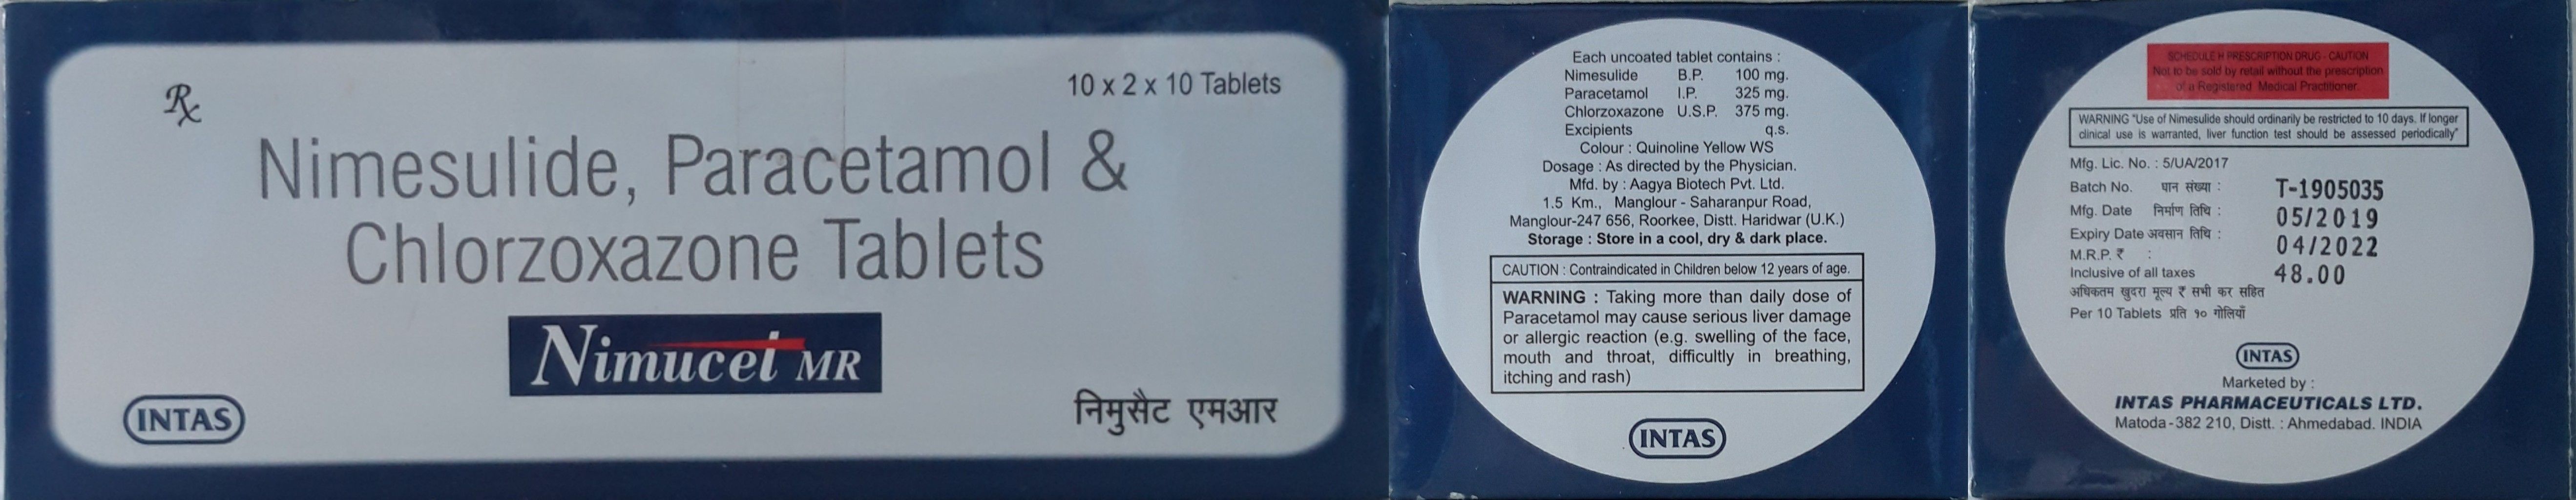 Rx
10 x 2 x 10 Tablets
Nimesulide, Paracetamol &
Chlorzoxazone Tablets
Nimucet MR
INTAS
निमुसैट एमआर
Each uncoated tablet contains :
Nimesulide B.P. 100 mg.
Paracetamol I.P. 325 mg.
Chlorzoxazone U.S.P. 375 mg.
Excipients q.s.
Colour : Quinoline Yellow WS
Dosage : As directed by the Physician.
Mfd. by : Aagya Biotech Pvt. Ltd.
1.5 Km., Manglour - Saharanpur Road,
Manglour-247 656, Roorkee, Distt. Haridwar (U.K.)
Storage : Store in a cool, dry & dark place.
CAUTION : Contraindicated in Children below 12 years of age.
WARNING : Taking more than daily dose of
Paracetamol may cause serious liver damage
or allergic reaction (e.g. swelling of the face,
mouth and throat, difficultly in breathing,
itching and rash)
INTAS
SCHEDULE H PRESCRIPTION DRUG - CAUTION
Not to be sold by retail without the prescription
of a Registered Medical Practitioner.
WARNING "Use of Nimesulide should ordinarily be restricted to 10 days. If longer
clinical use is warranted, liver function test should be assessed periodically"
Mfg. Lic. No. : 5/UA/2017
Batch No. घान संख्या : T-1905035
Mfg. Date निर्माण तिथि : 05/2019
Expiry Date अवसान तिथि : 04/2022
M.R.P. ₹ : 48.00
Inclusive of all taxes
अधिकतम खुदरा मूल्य ₹ सभी कर सहित
Per 10 Tablets प्रति १० गोलियाँ
INTAS
Marketed by :
INTAS PHARMACEUTICALS LTD.
Matoda - 382 210, Distt. : Ahmedabad. INDIA